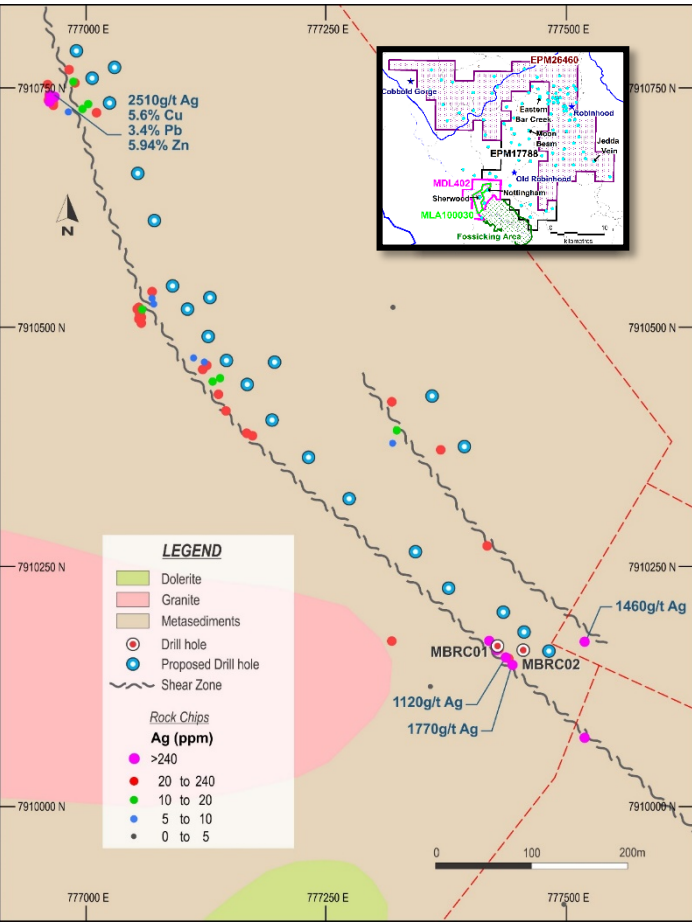 777000 E
777250 E
777500 E
7910750 N
7910750 N
2510g/t Ag
5.6% Cu
3.4% Pb
5.94% Zn
EPM26460
Cobbold Gorge
Eastern
Bar Creek
Robinhood
Moon
Beam
Jedda
Vein
EPM17788
Old Robinhood
MDL402
Nottingham
Sherwood
MLA100030
Fossicking Area
0 10
kilometres
N
7910500 N
7910500 N
7910250 N
7910250 N
LEGEND
Dolerite
Granite
Metasediments
Drill hole
Proposed Drill hole
Shear Zone
Rock Chips
Ag (ppm)
>240
20 to 240
10 to 20
5 to 10
0 to 5
1460g/t Ag
MBRC01
MBRC02
1120g/t Ag
1770g/t Ag
7910000 N
7910000 N
0 100 200m
777000 E
777250 E
777500 E